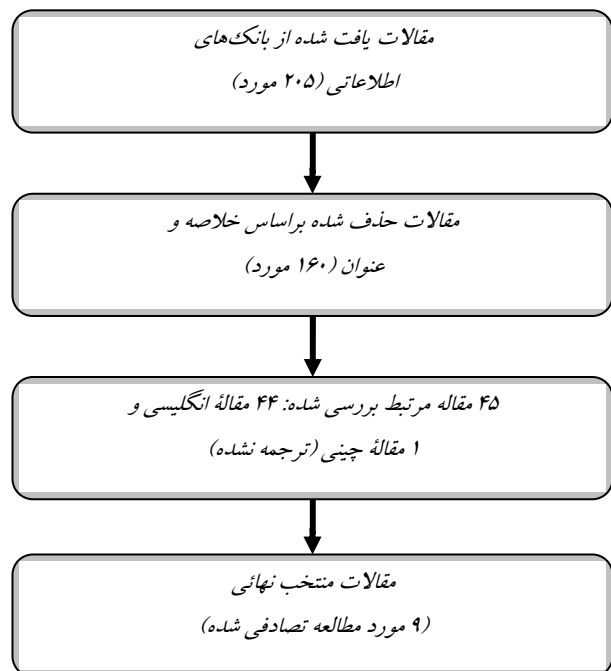 مقالات یافت شده از بانک‌های
اطلاعاتی (۲۰۵ مورد)
مقالات حذف شده براساس خلاصه و
عنوان (۱۶۰ مورد)
۴۵ مقاله مرتبط بررسی شده: ۴۴ مقالهٔ انگلیسی و
۱ مقالهٔ چینی (ترجمه نشده)
مقالات منتخب نهائی
(۹ مورد مطالعه تصادفی شده)